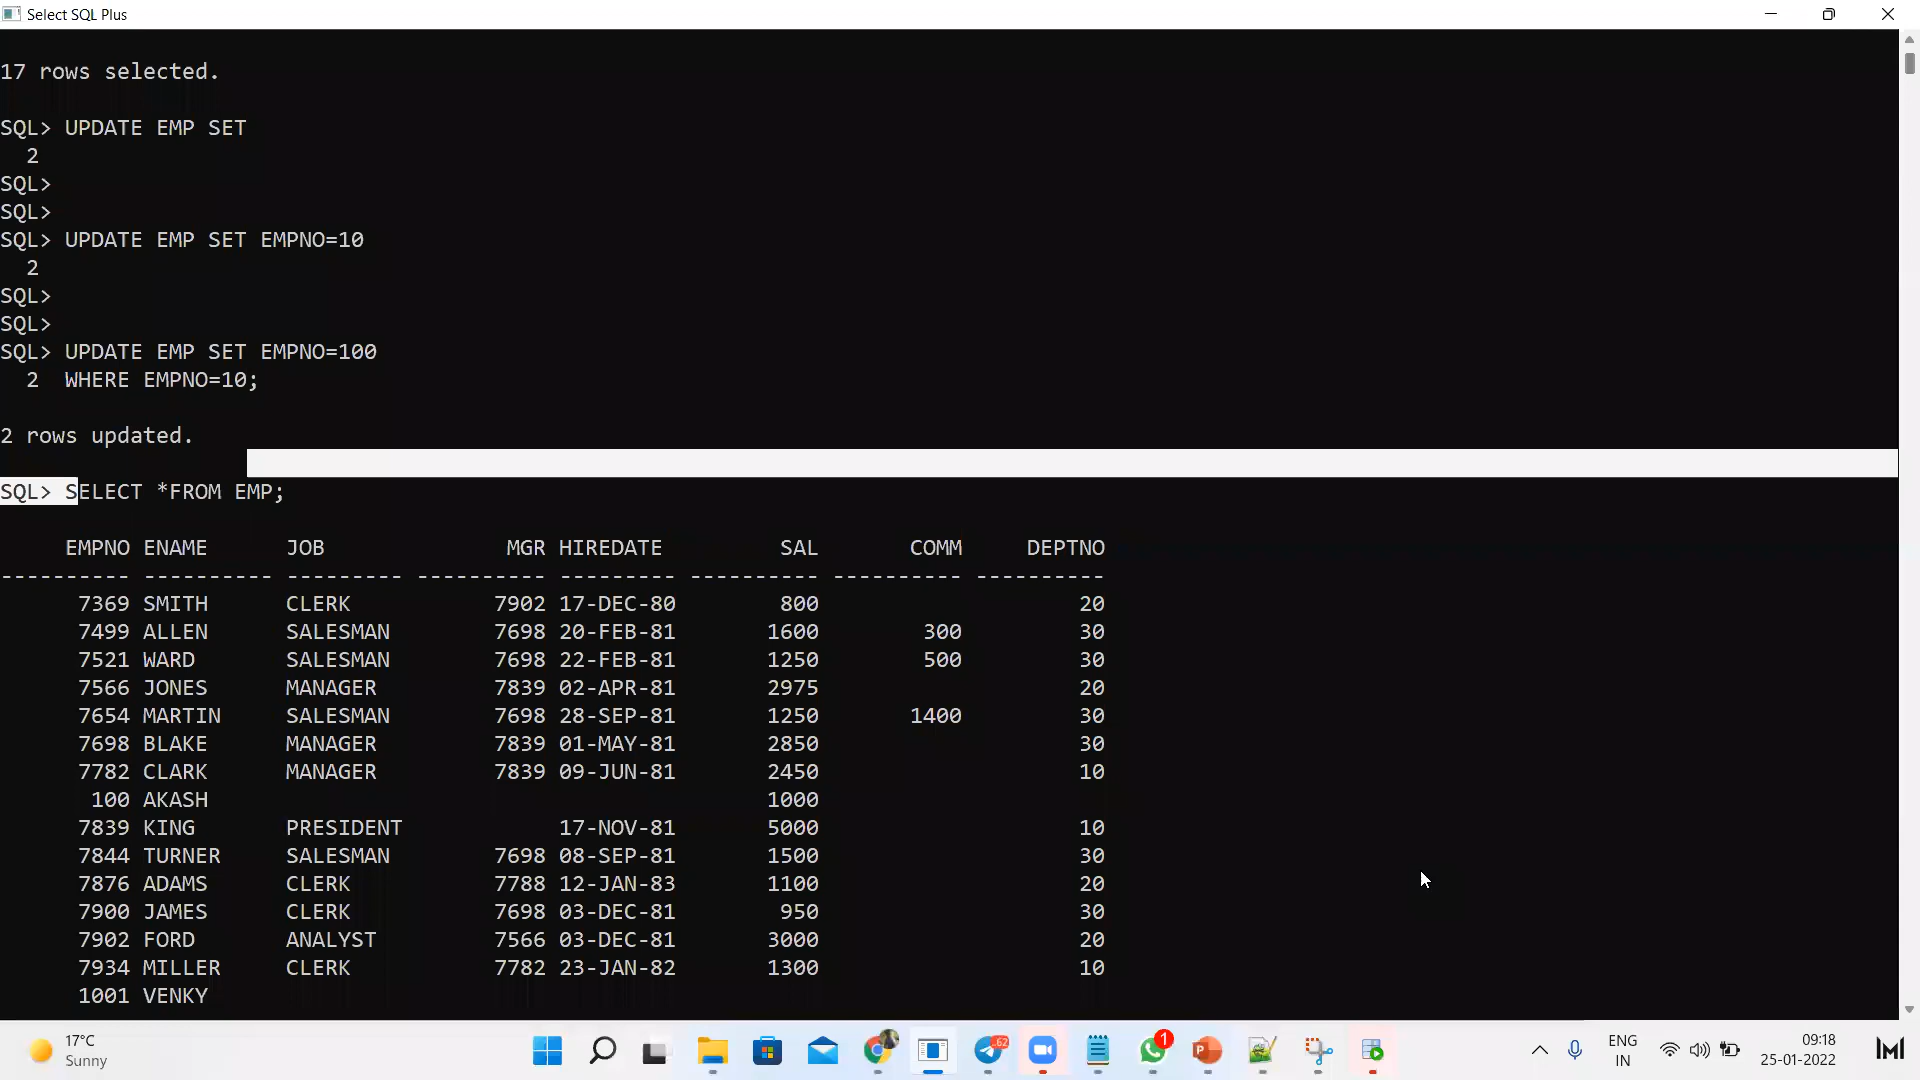 Select SQL Plus
17 rows selected.
SQL> UPDATE EMP SET
2
SQL>
SQL>
SQL> UPDATE EMP SET EMPNO=10
2
SQL>
SQL>
SQL> UPDATE EMP SET EMPNO=100
2 WHERE EMPNO=10;
2 rows updated.
SQL> SELECT *FROM EMP;
EMPNO ENAME JOB MGR HIREDATE SAL COMM DEPTNO
---------- ---------- --------- ---------- --------- ---------- ---------- ----------
7369 SMITH CLERK 7902 17-DEC-80 800 20
7499 ALLEN SALESMAN 7698 20-FEB-81 1600 300 30
7521 WARD SALESMAN 7698 22-FEB-81 1250 500 30
7566 JONES MANAGER 7839 02-APR-81 2975 20
7654 MARTIN SALESMAN 7698 28-SEP-81 1250 1400 30
7698 BLAKE MANAGER 7839 01-MAY-81 2850 30
7782 CLARK MANAGER 7839 09-JUN-81 2450 10
100 AKASH 1000
7839 KING PRESIDENT 17-NOV-81 5000 10
7844 TURNER SALESMAN 7698 08-SEP-81 1500 30
7876 ADAMS CLERK 7788 12-JAN-83 1100 20
7900 JAMES CLERK 7698 03-DEC-81 950 30
7902 FORD ANALYST 7566 03-DEC-81 3000 20
7934 MILLER CLERK 7782 23-JAN-82 1300 10
1001 VENKY
17°C
Sunny
62
1
P
ENG
IN
09:18
25-01-2022